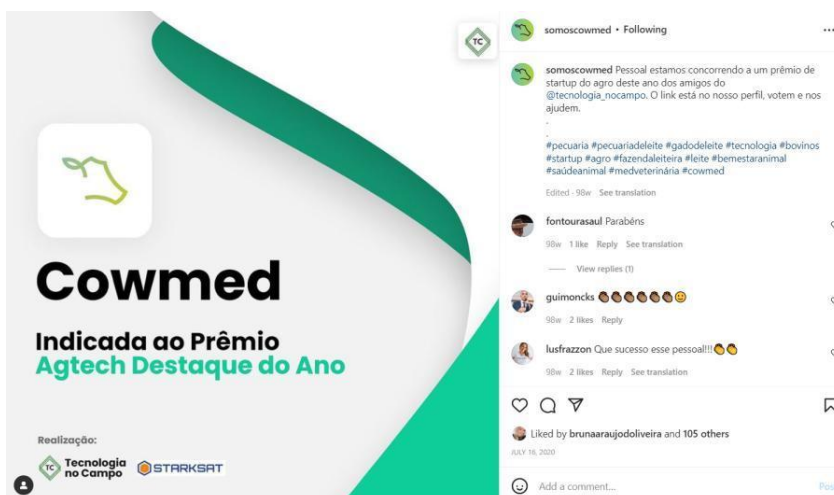 TC
Cowmed
Indicada ao Prêmio
Agtech Destaque do Ano
Realização:
TC Tecnologia
no Campo
STARKSAT
somoscowmed • Following
somoscowmed Pessoal estamos concorrendo a um prêmio de
startup do agro deste ano dos amigos do
@tecnologia_nocampo. O link está no nosso perfil, votem e nos
ajudem.
.
.
#pecuaria #pecuariadeleite #gadodeleite #tecnologia #bovinos
#startup #agro #fazendaleiteira #leite #bemestaranimal
#saúdeanimal #medveterinária #cowmed
Edited · 98w See translation
fontourasaul Parabéns
98w 1 like Reply See translation
View replies (1)
guimoncks 👏🏾👏🏾👏🏾👏🏾👏🏾👏🏾🙂
98w 2 likes Reply
lusfrazzon Que sucesso esse pessoal!!!👏👏
98w 2 likes Reply See translation
Liked by brunaaraujodoliveira and 105 others
JULY 16, 2020
Add a comment...
Post